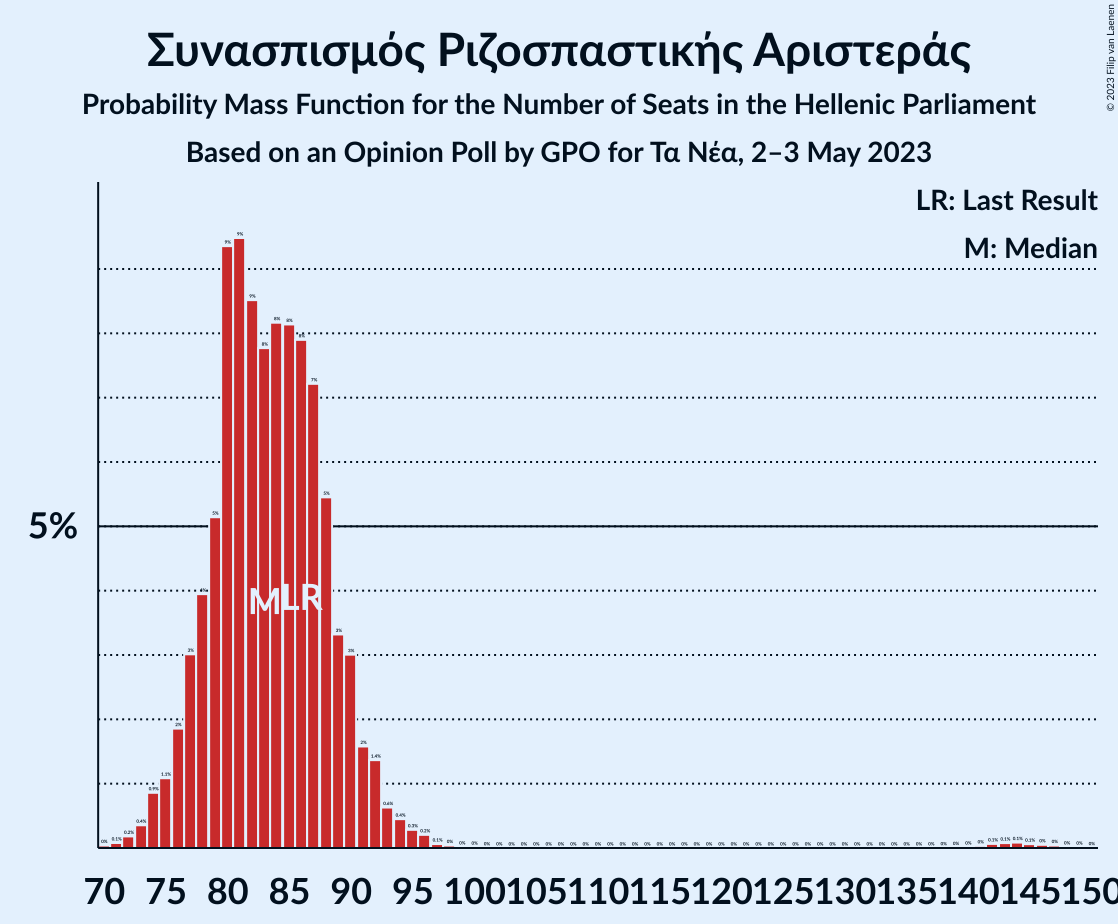 Συνασπισμός Ριζοσπαστικής Αριστεράς
Probability Mass Function for the Number of Seats in the Hellenic Parliament
Based on an Opinion Poll by GPO for Τα Νέα, 2–3 May 2023
© 2023 Filip van Laenen
LR: Last Result
M: Median
5%
M LR
70 75 80 85 90 95 100 105 110 115 120 125 130 135 140 145 150